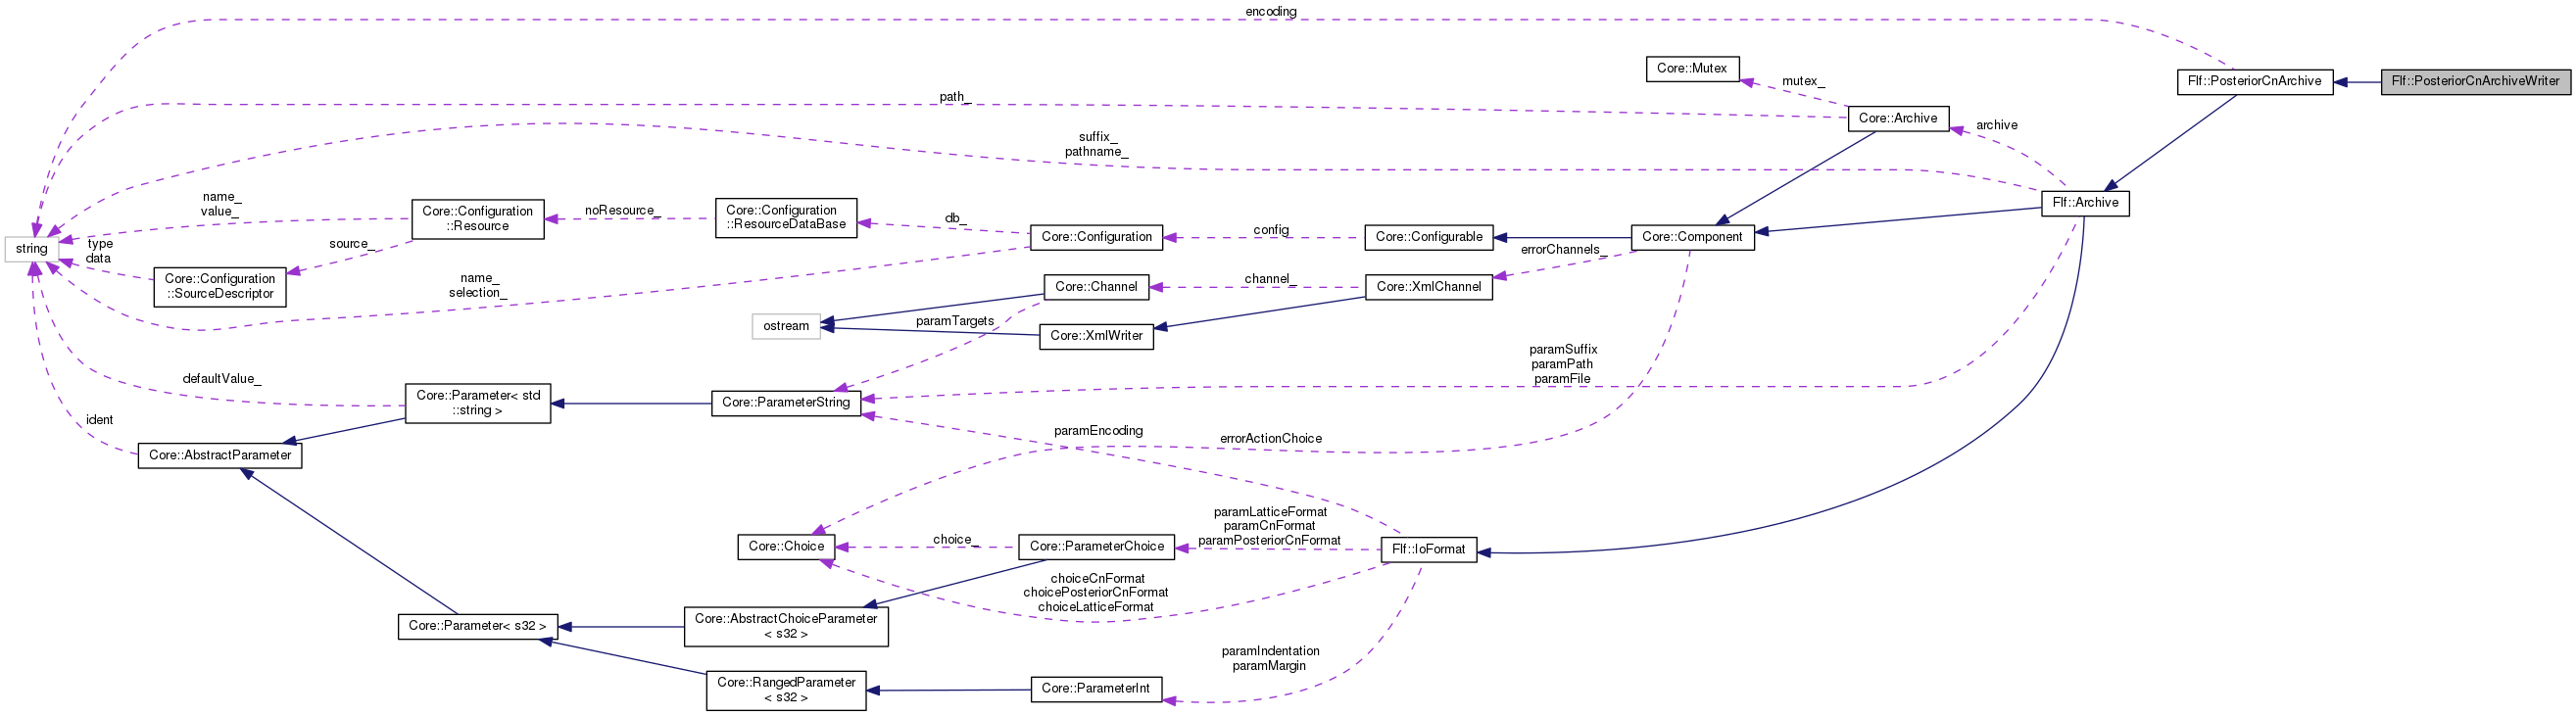 encoding
Core::Mutex
mutex_
Flf::PosteriorCnArchive
Flf::PosteriorCnArchiveWriter
path_
Core::Archive
archive
suffix_
pathname_
Flf::Archive
name_
value_
Core::Configuration
::Resource
noResource_
Core::Configuration
::ResourceDataBase
db_
Core::Configuration
config
Core::Configurable
Core::Component
errorChannels_
string
type
data
source_
Core::Configuration
::SourceDescriptor
name_
selection_
Core::Channel
channel_
Core::XmlChannel
ostream
paramTargets
Core::XmlWriter
paramSuffix
paramPath
paramFile
defaultValue_
Core::Parameter< std
::string >
Core::ParameterString
ident
paramEncoding
errorActionChoice
Core::AbstractParameter
Core::Choice
choice_
Core::ParameterChoice
paramLatticeFormat
paramCnFormat
paramPosteriorCnFormat
Flf::IoFormat
choiceCnFormat
choicePosteriorCnFormat
choiceLatticeFormat
Core::Parameter< s32 >
Core::AbstractChoiceParameter
< s32 >
paramIndentation
paramMargin
Core::RangedParameter
< s32 >
Core::ParameterInt